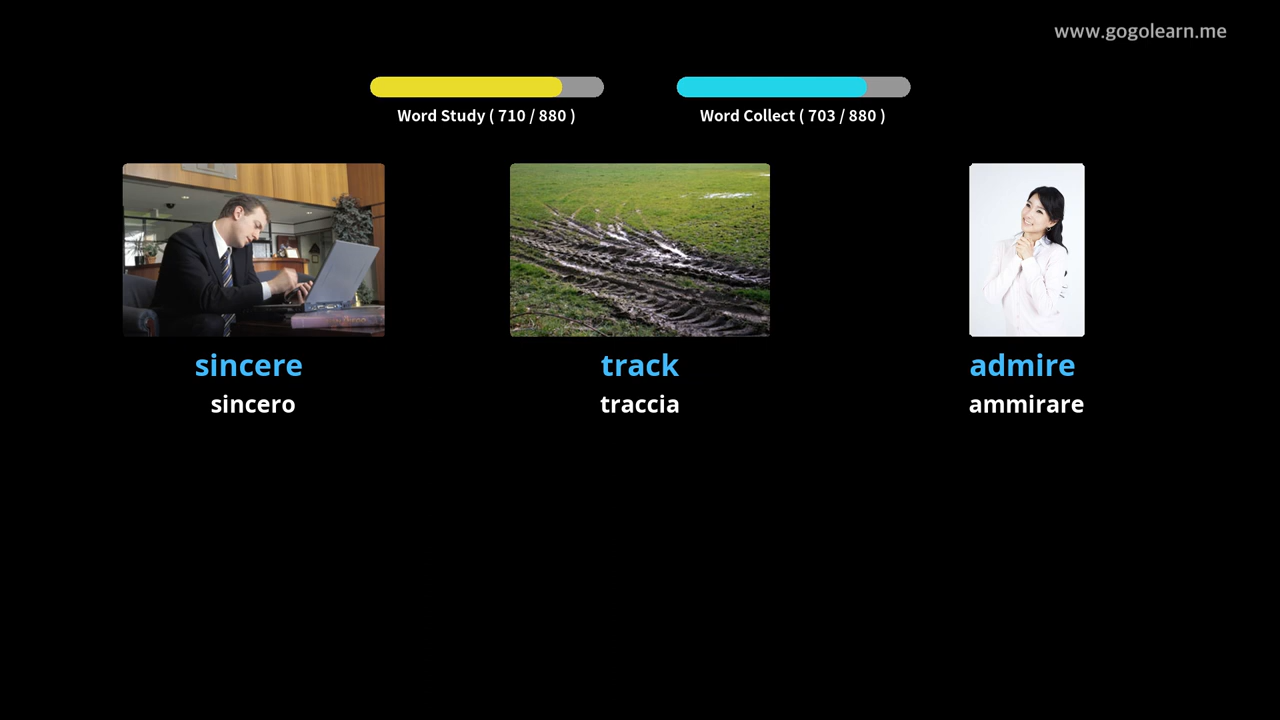 www.gogolearn.me
Word Study ( 710 / 880 )
Word Collect ( 703 / 880 )
sincere
sincero
track
traccia
admire
ammirare